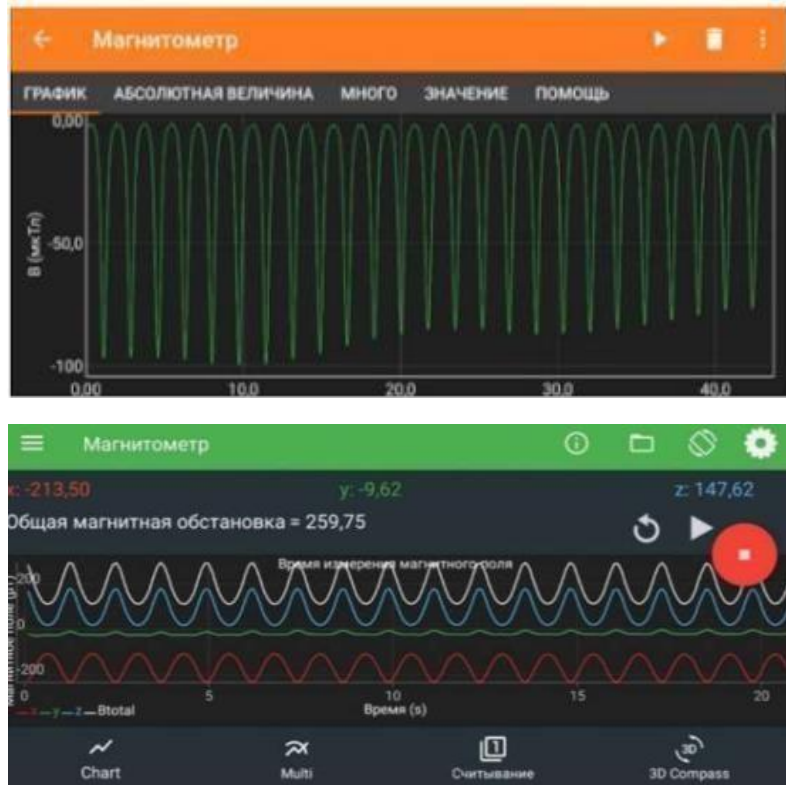 Магнитометр
ГРАФИК АБСОЛЮТНАЯ ВЕЛИЧИНА МНОГО ЗНАЧЕНИЕ ПОМОЩЬ
0,00
B (мкТл)
-50,0
-100
0,00 10,0 20,0 30,0 40,0
Магнитометр
x: -213,50 y: -9,62 z: 147,62
Общая магнитная обстановка = 259,75
Время измерения магнитного поля
200
0
-200
0 5 10 15 20
x y z Btotal Время (s)
Chart Multi Считывание 3D Compass